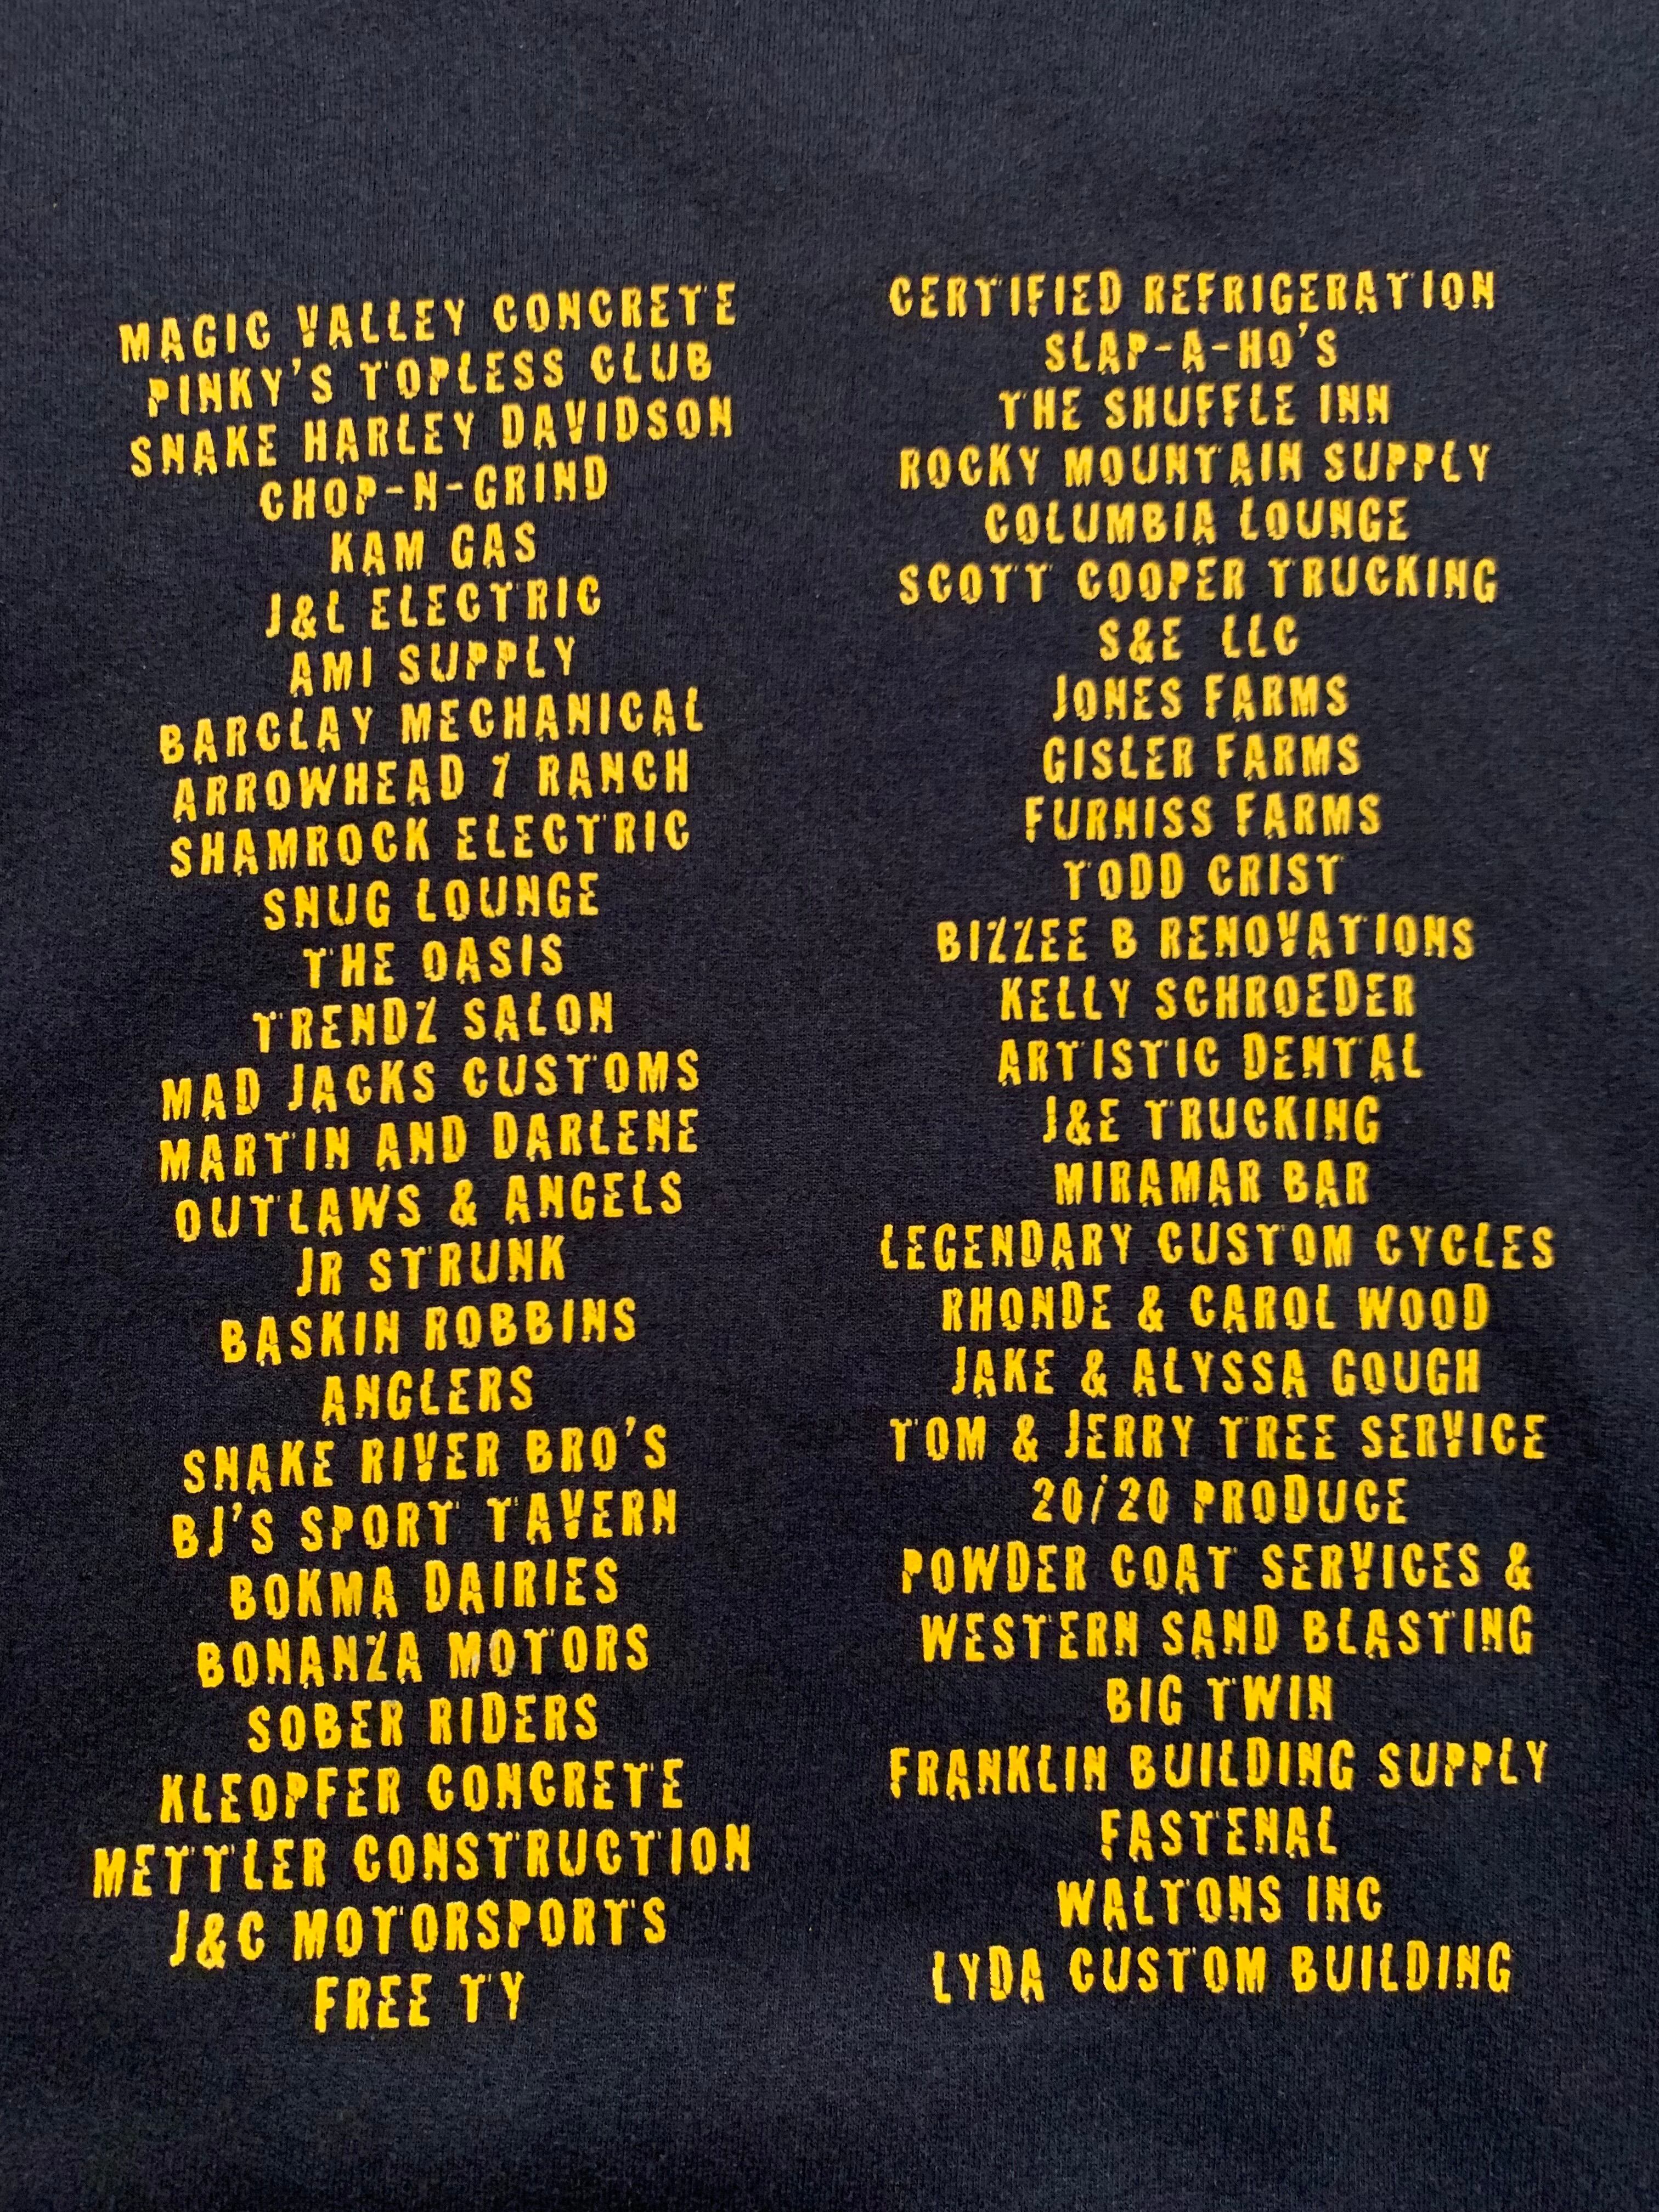 MAGIC VALLEY CONCRETE
PINKY'S TOPLESS CLUB
SNAKE HARLEY DAVIDSON
CHOP-N-GRIND
KAM GAS
J&L ELECTRIC
AMI SUPPLY
BARCLAY MECHANICAL
ARROWHEAD 7 RANCH
SHAMROCK ELECTRIC
SNUG LOUNGE
THE OASIS
TRENDZ SALON
MAD JACKS CUSTOMS
MARTIN AND DARLENE
OUTLAWS & ANGELS
JR STRUNK
BASKIN ROBBINS
ANGLERS
SNAKE RIVER BRO'S
BJ'S SPORT TAVERN
BOKMA DAIRIES
BONANZA MOTORS
SOBER RIDERS
KLEOPFER CONCRETE
METTLER CONSTRUCTION
J&C MOTORSPORTS
FREE TY
CERTIFIED REFRIGERATION
SLAP-A-HO'S
THE SHUFFLE INN
ROCKY MOUNTAIN SUPPLY
COLUMBIA LOUNGE
SCOTT COOPER TRUCKING
S&E LLC
JONES FARMS
GISLER FARMS
FURNISS FARMS
TODD CRIST
BIZZEE B RENOVATIONS
KELLY SCHROEDER
ARTISTIC DENTAL
J&E TRUCKING
MIRAMAR BAR
LEGENDARY CUSTOM CYCLES
RHONDE & CAROL WOOD
JAKE & ALYSSA GOUGH
TOM & JERRY TREE SERVICE
20/20 PRODUCE
POWDER COAT SERVICES &
WESTERN SAND BLASTING
BIG TWIN
FRANKLIN BUILDING SUPPLY
FASTENAL
WALTONS INC
LYDA CUSTOM BUILDING